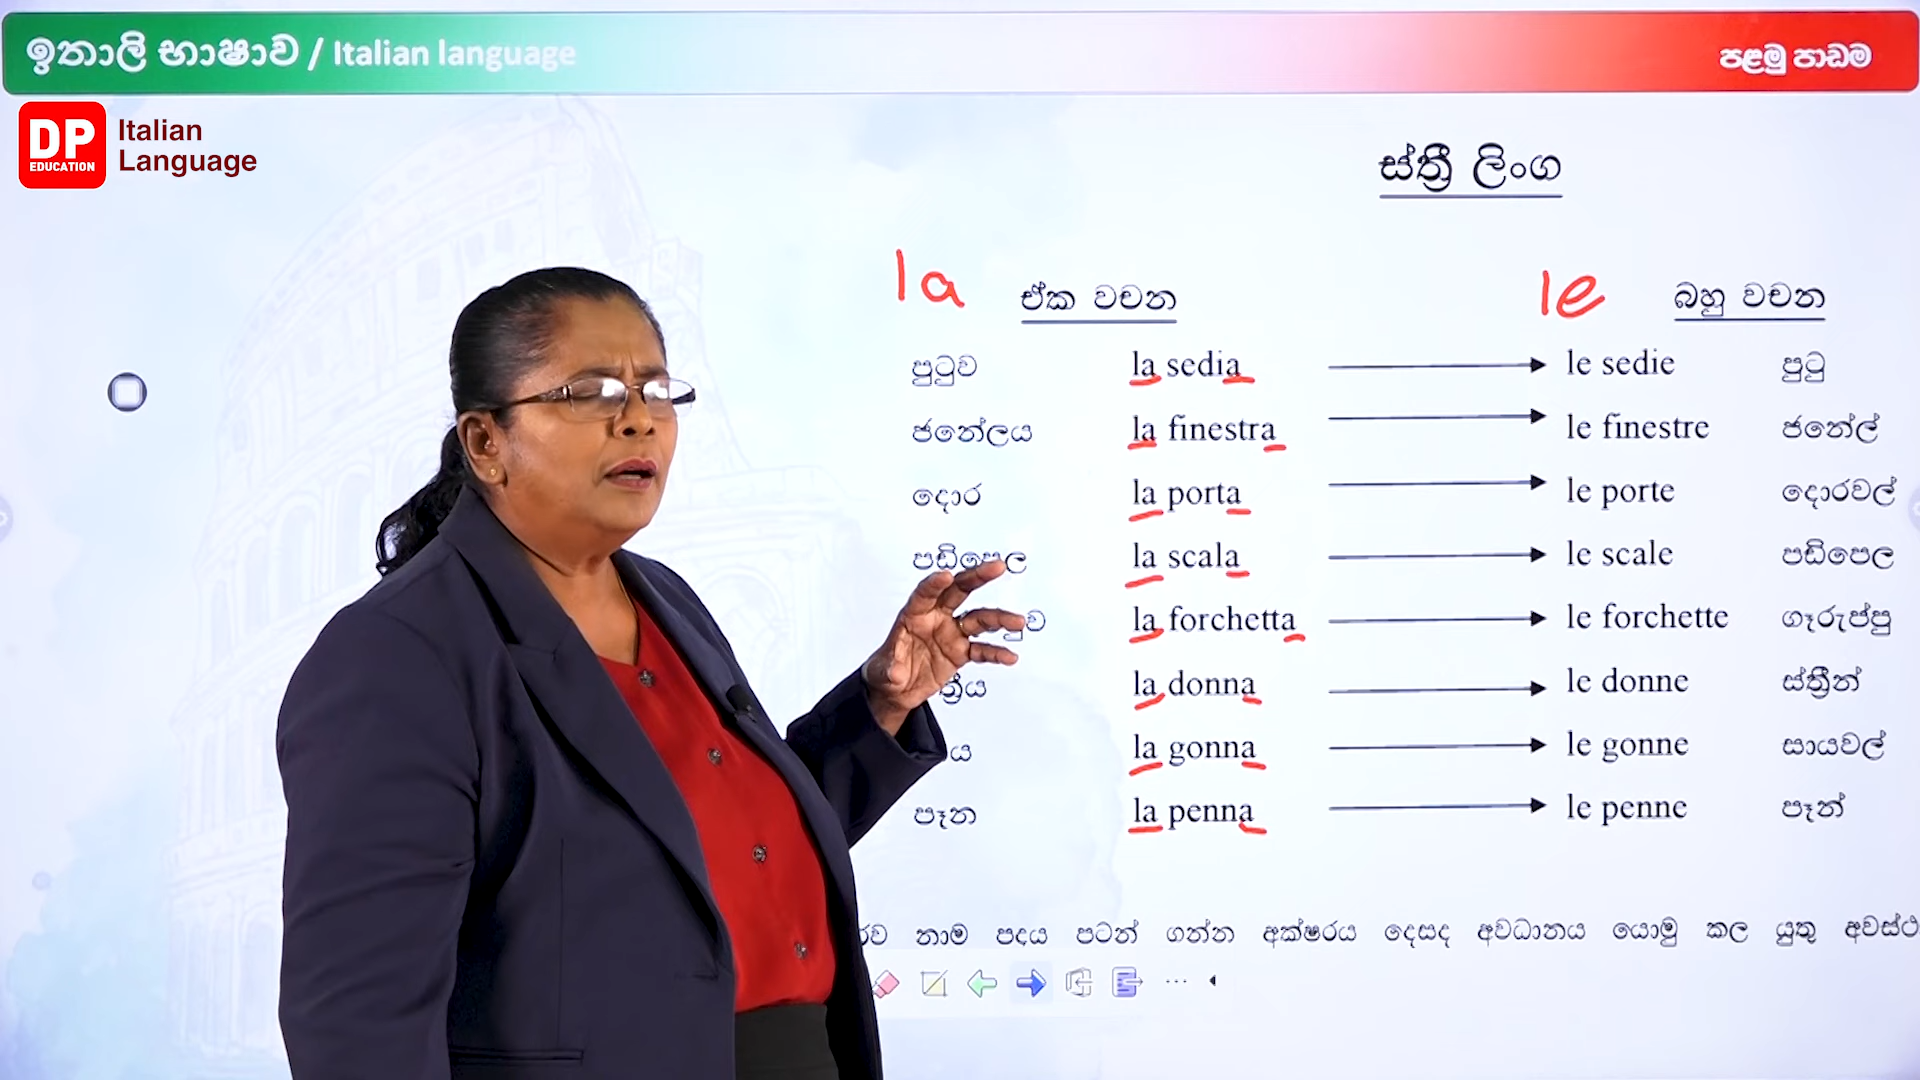 ඉතාලි භාෂාව / Italian language
පළමු පාඩම
DP EDUCATION
Italian Language
ස්ත්‍රී ලිංග
la ඒක වචන le බහු වචන
පුටුව la sedia le sedie පුටු
ජනේලය la finestra le finestre ජනේල්
දොර la porta le porte දොරවල්
පඩිපෙල la scala le scale පඩිපෙල
la forchetta le forchette ගෑරුප්පු
la donna le donne ස්ත්‍රීන්
la gonna le gonne සායවල්
පෑන la penna le penne පෑන්
නාම පදය පටන් ගන්න අක්ෂරය දෙසද අවධානය යොමු කල යුතු